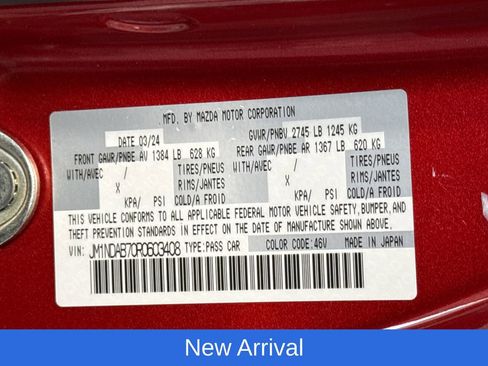 MFD. BY MAZDA MOTOR CORPORATION
DATE 03/24 GVWR/PNBV 2745 LB 1245 KG
FRONT GAWR/PNBE AV 1384 LB 628 KG REAR GAWR/PNBE AR 1367 LB 620 KG
WITH/AVEC / TIRES/PNEUS WITH/AVEC / TIRES/PNEUS
X RIMS/JANTES X RIMS/JANTES
KPA/ PSI COLD/A FROID KPA/ PSI COLD/A FROID
THIS VEHICLE CONFORMS TO ALL APPLICABLE FEDERAL MOTOR VEHICLE SAFETY, BUMPER, AND
THEFT PREVENTION STANDARDS IN EFFECT ON THE DATE OF MANUFACTURE SHOWN ABOVE.
VIN: JM1NDAB70R0603408 TYPE:PASS CAR COLOR CODE:46V MADE IN JAPAN
New Arrival